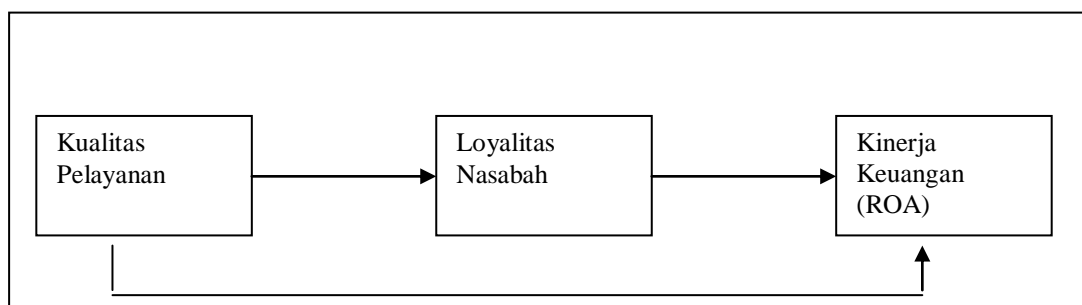 Kualitas
Pelayanan
Loyalitas
Nasabah
Kinerja
Keuangan
(ROA)